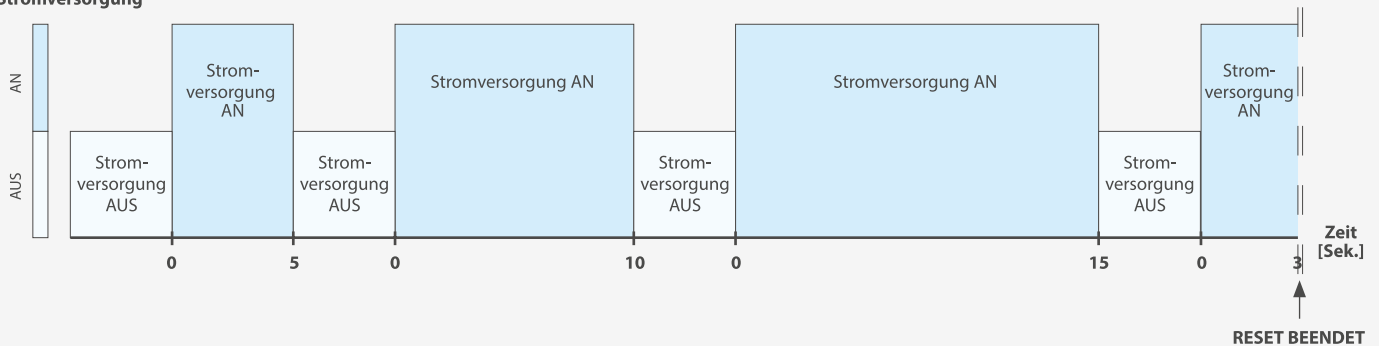 Stromversorgung
AN
AUS
Strom-
versorgung
AUS
Strom-
versorgung
AN
Strom-
versorgung
AUS
Stromversorgung AN
Strom-
versorgung
AUS
Stromversorgung AN
Strom-
versorgung
AUS
Strom-
versorgung
AN
0 5 0 10 0 15 0 3
Zeit
[Sek.]
RESET BEENDET